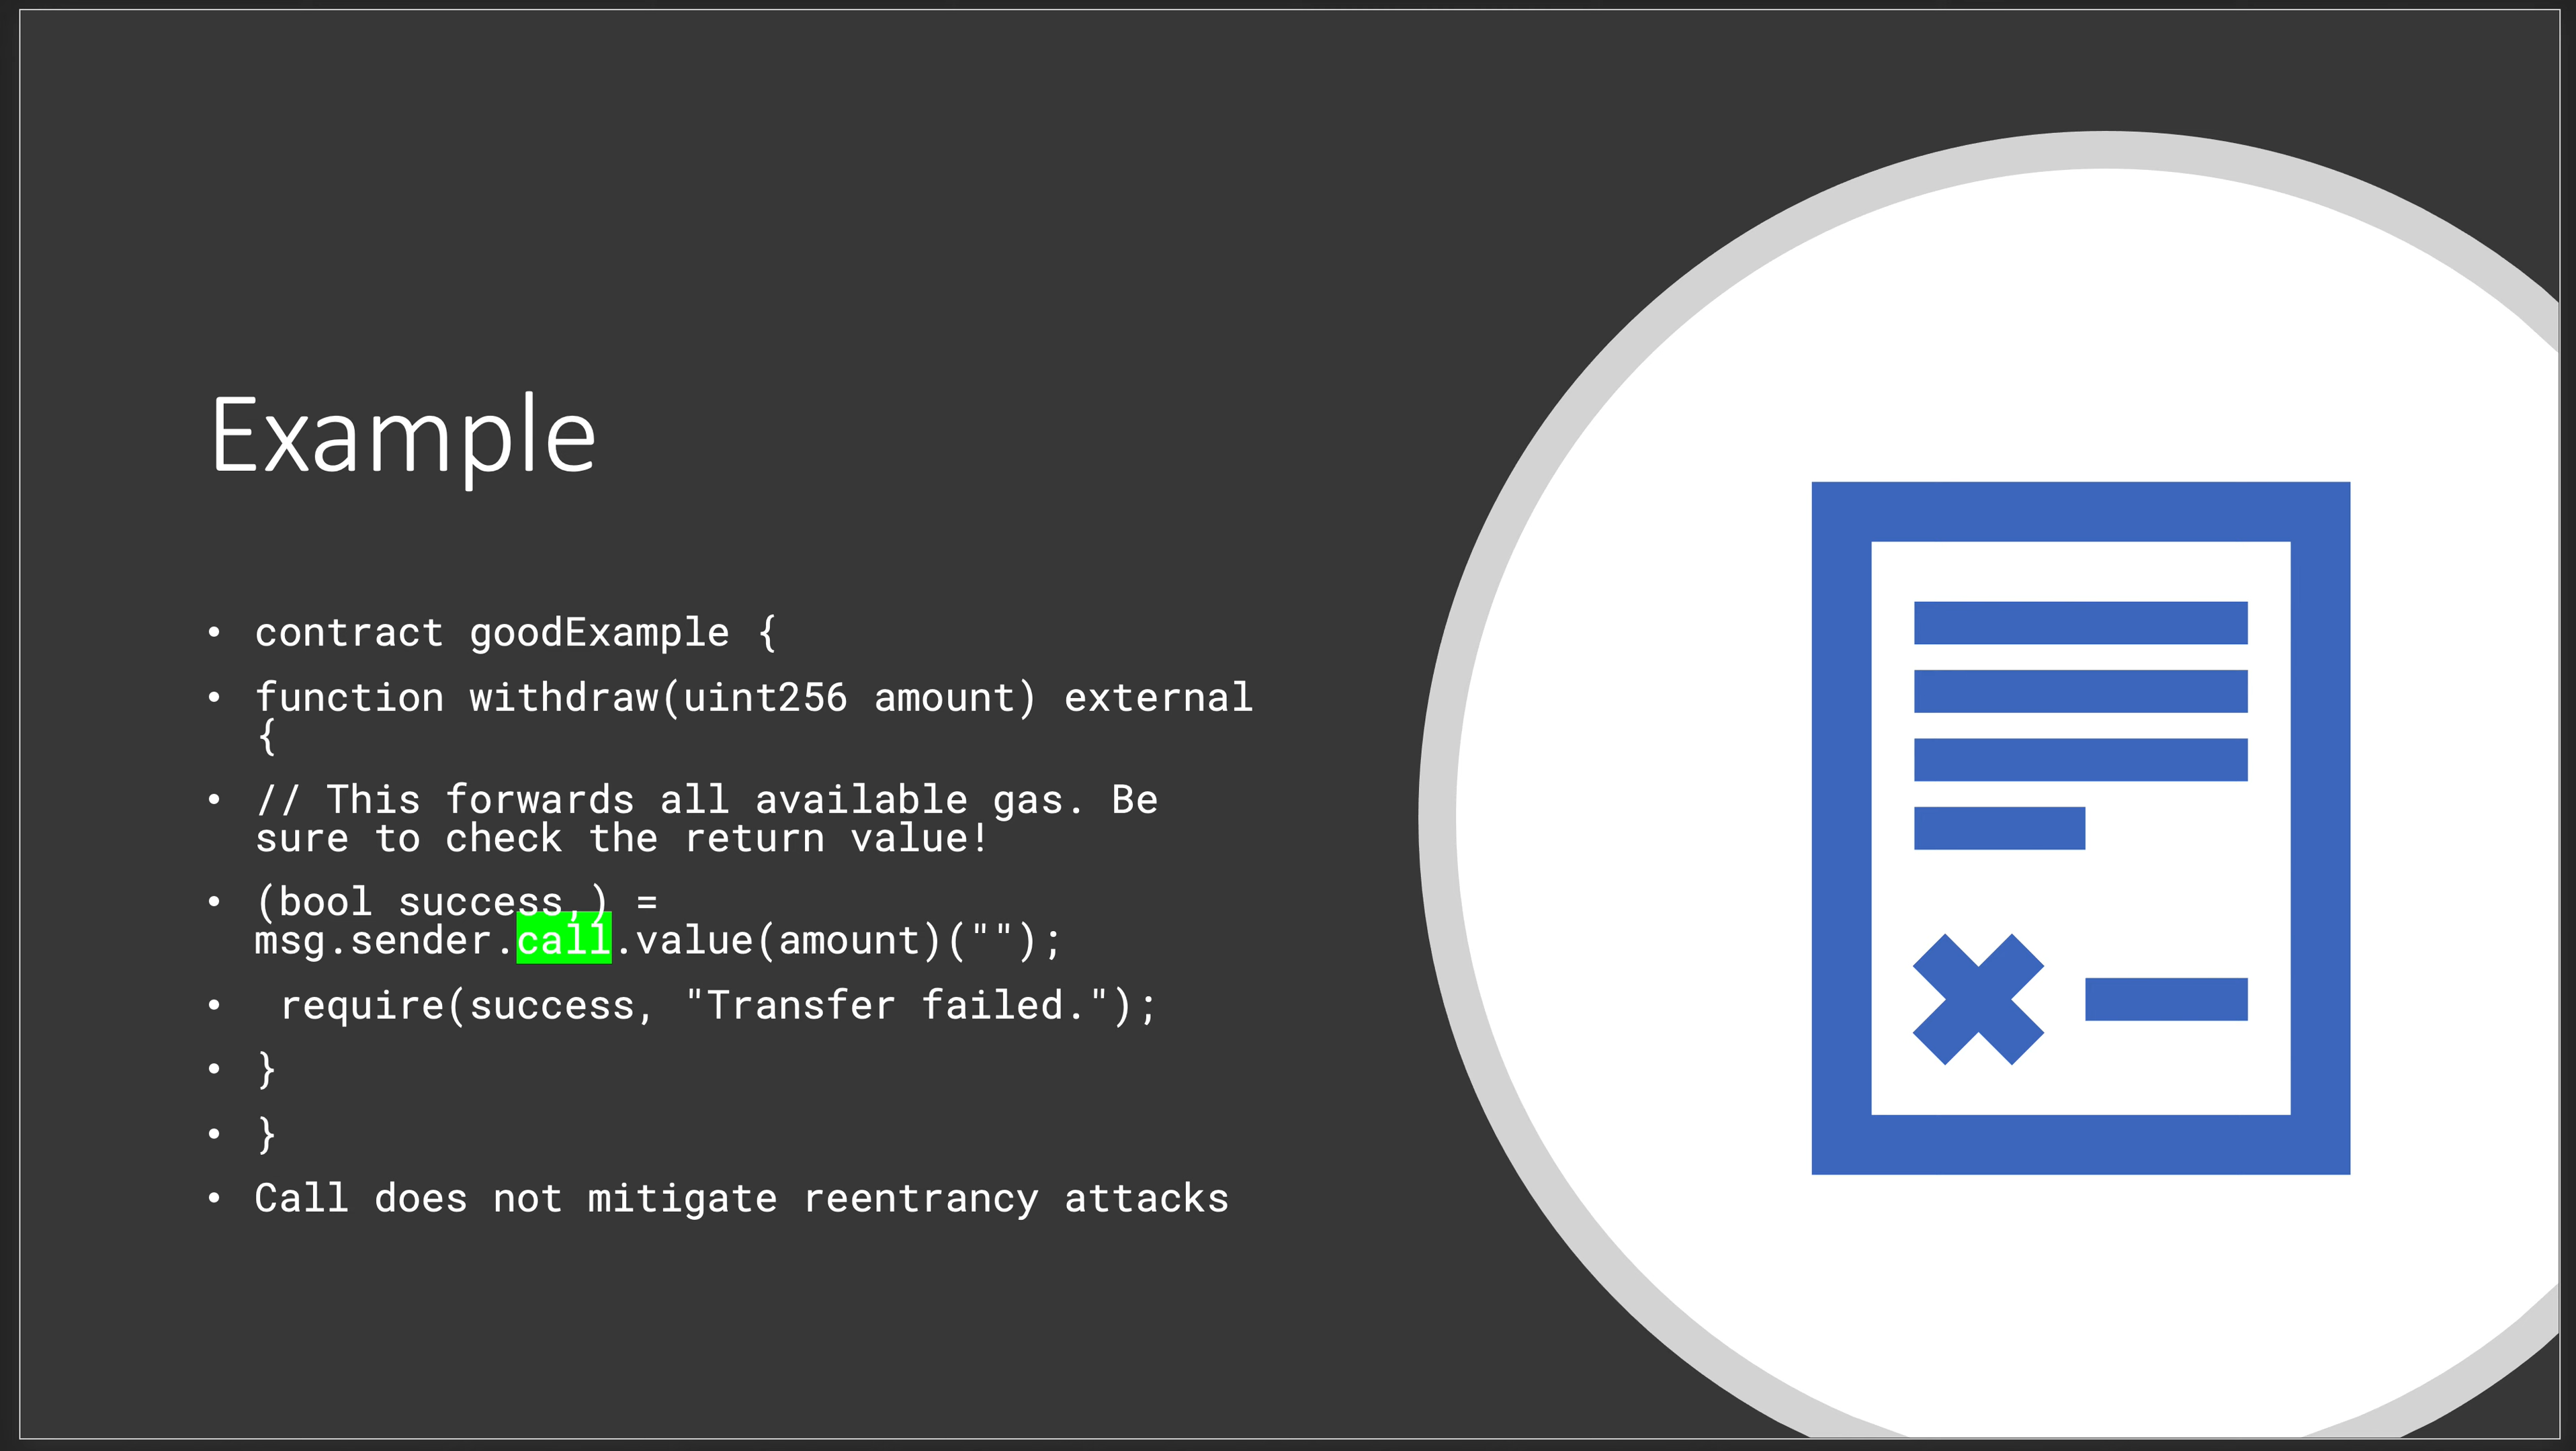 Example
• contract goodExample {
• function withdraw(uint256 amount) external
{
• // This forwards all available gas. Be
sure to check the return value!
• (bool success,) =
msg.sender.call.value(amount)("");
• require(success, "Transfer failed.");
• }
• }
• Call does not mitigate reentrancy attacks